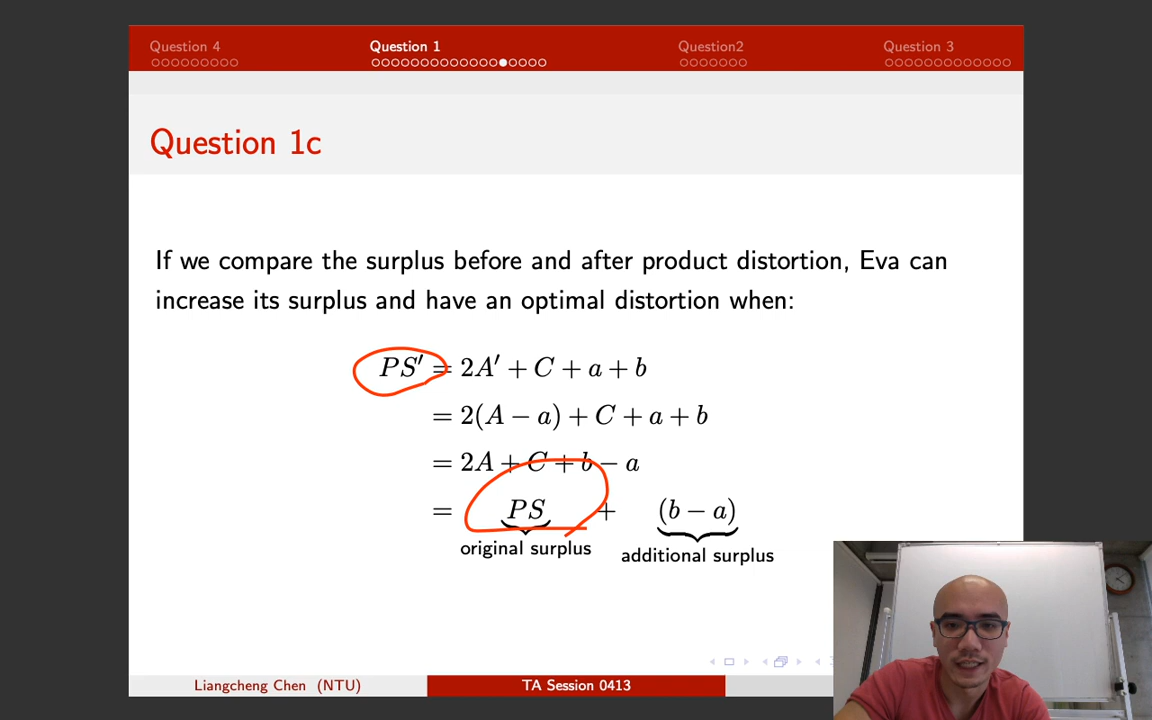 Question 4 Question 1 Question2 Question 3
Question 1c
If we compare the surplus before and after product distortion, Eva can
increase its surplus and have an optimal distortion when:
PS′ = 2A′ + C + a + b
= 2(A − a) + C + a + b
= 2A + C + b − a
= PS + (b − a)
original surplus additional surplus
Liangcheng Chen (NTU) TA Session 0413